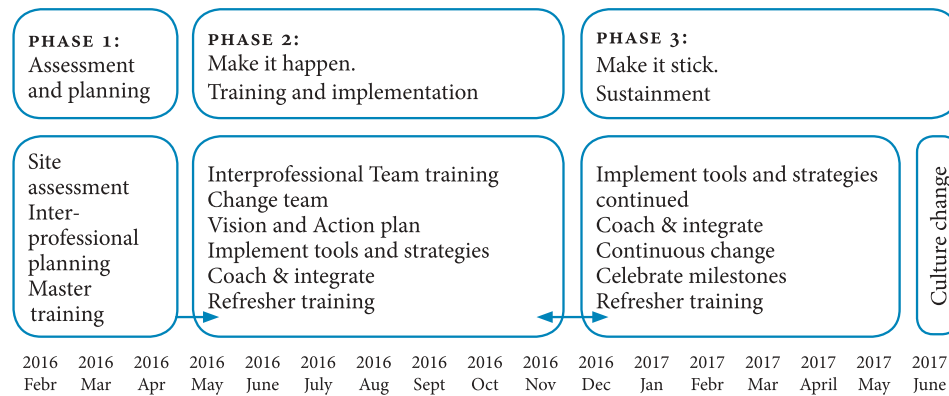 PHASE 1:
Assessment
and planning
PHASE 2:
Make it happen.
Training and implementation
PHASE 3:
Make it stick.
Sustainment
Site
assessment
Inter-
professional
planning
Master
training
Interprofessional Team training
Change team
Vision and Action plan
Implement tools and strategies
Coach & integrate
Refresher training
Implement tools and strategies
continued
Coach & integrate
Continuous change
Celebrate milestones
Refresher training
Culture change
2016 2016 2016 2016 2016 2016 2016 2016 2016 2016 2016 2017 2017 2017 2017 2017 2017
Febr Mar Apr May June July Aug Sept Oct Nov Dec Jan Febr Mar April May June